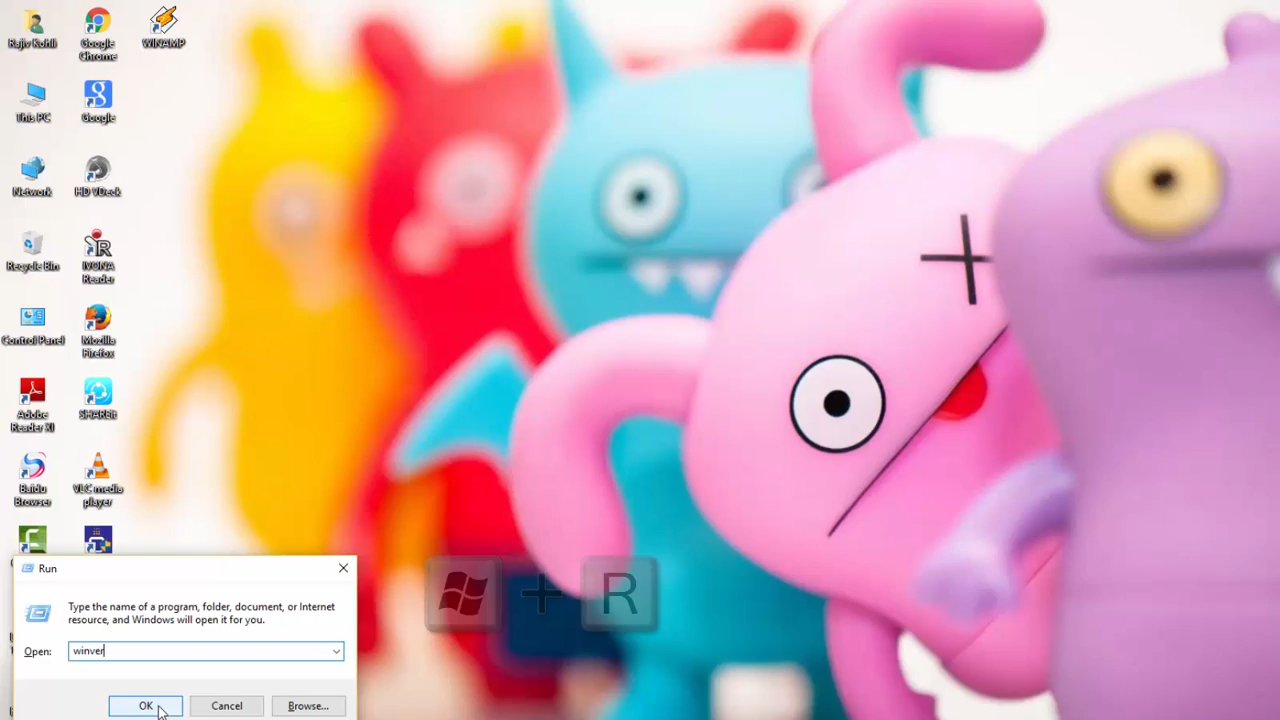 Rajiv Kohli
Google
Chrome
WINAMP
This PC
Google
Network
HD VDeck
Recycle Bin
IVONA
Reader
Control Panel
Mozilla
Firefox
Adobe
Reader XI
SHAREit
Baidu
Browser
VLC media
player
Run
Type the name of a program, folder, document, or Internet
resource, and Windows will open it for you.
Open:
winver
OK
Cancel
Browse...
+
R